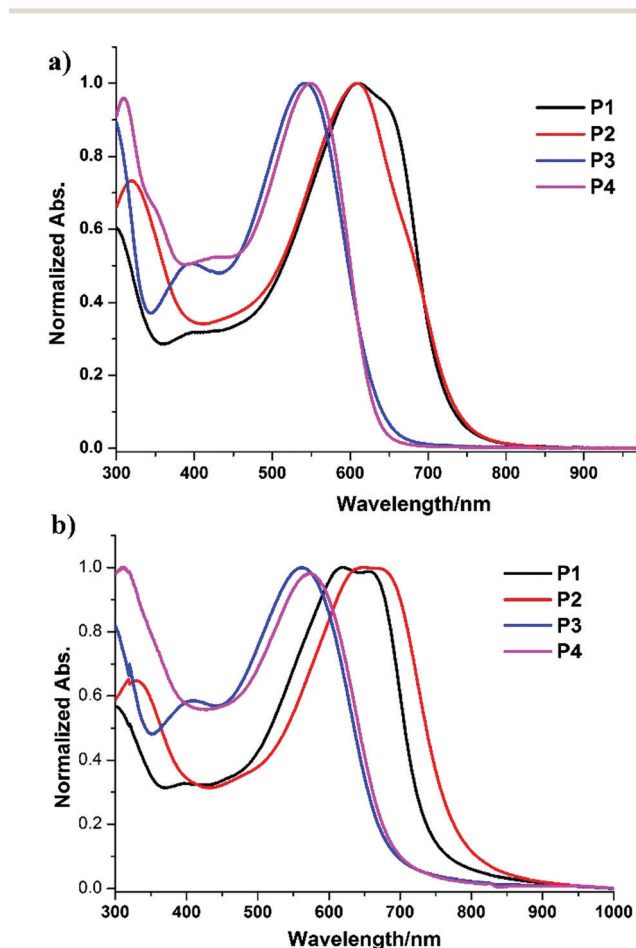 a)
1.0
0.8
0.6
0.4
0.2
0.0
Normalized Abs.
P1
P2
P3
P4
300 400 500 600 700 800 900
Wavelength/nm
b)
1.0
0.8
0.6
0.4
0.2
0.0
Normalized Abs.
P1
P2
P3
P4
300 400 500 600 700 800 900 1000
Wavelength/nm